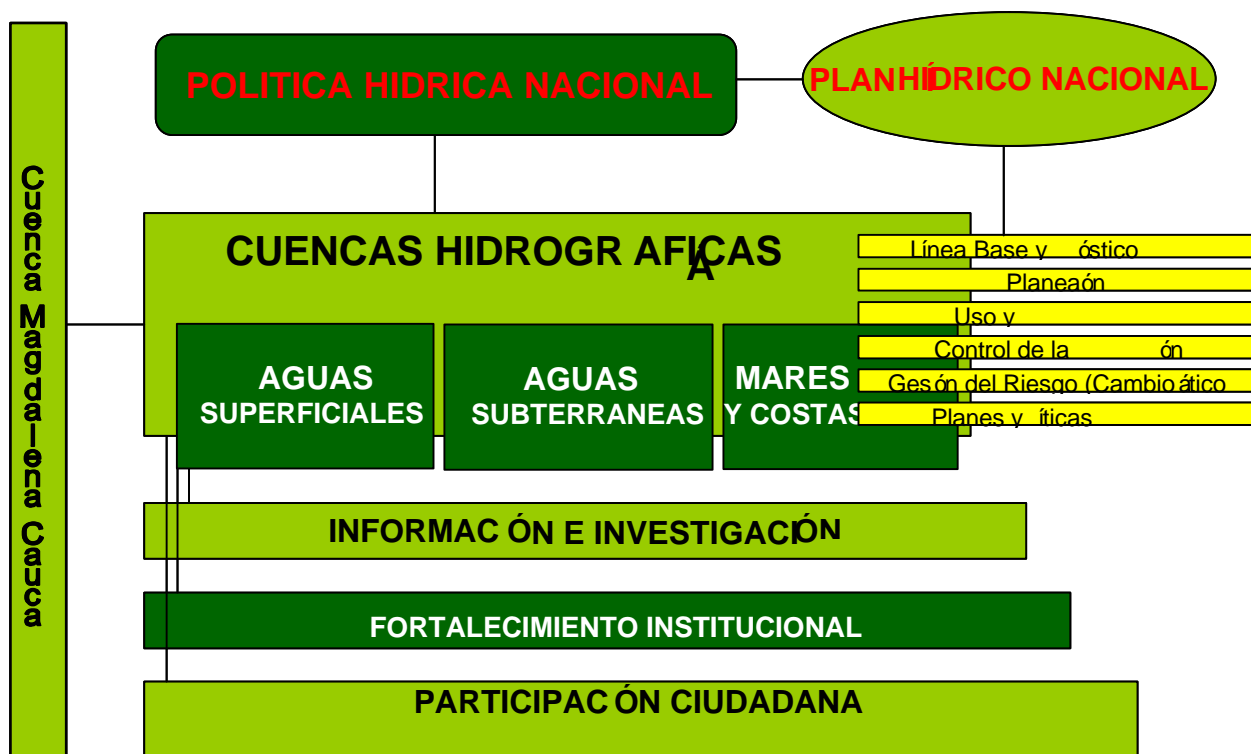 POLITICA HIDRICA NACIONAL
PLANHÍDRICO NACIONAL
Cuenca Magdalena Cauca
CUENCAS HIDROGR AFICAS
Á
Línea Base y óstico
Planeaón
Uso y
Control de la ón
Gesón del Riesgo (Cambioático
Planes y íticas
AGUAS
SUPERFICIALES
AGUAS
SUBTERRANEAS
MARES
Y COSTAS
INFORMAC ÓN E INVESTIGACIÓN
FORTALECIMIENTO INSTITUCIONAL
PARTICIPAC ÓN CIUDADANA